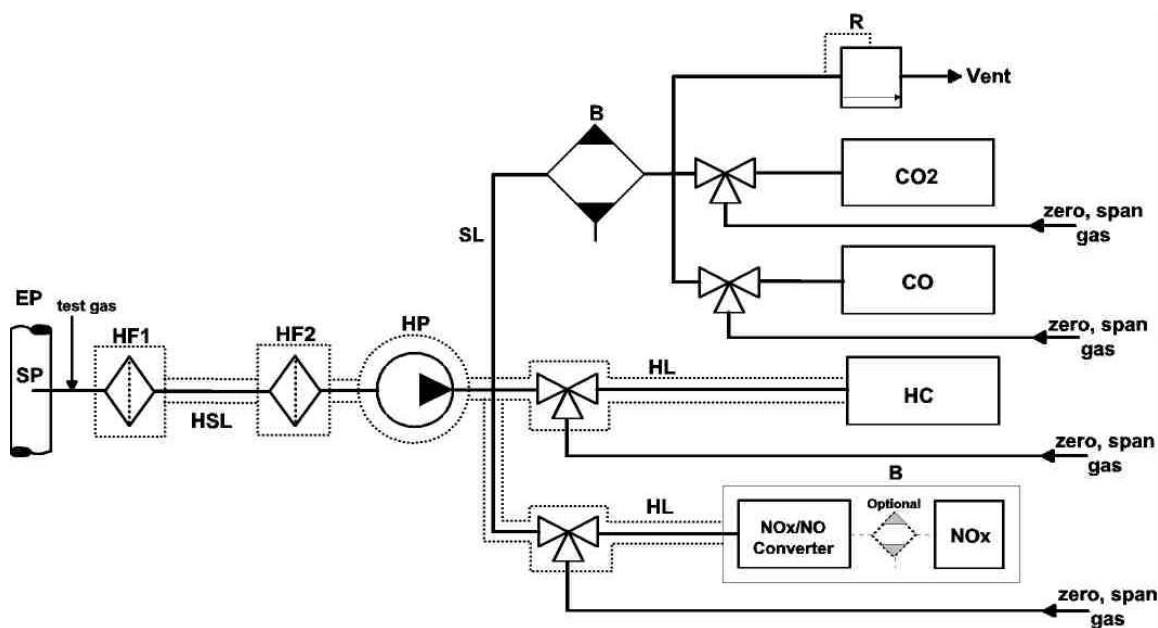 R
Vent
B
CO2
zero, span
gas
SL
CO
EP
test gas
zero, span
gas
HF1
HF2
HP
SP
HL
HC
HSL
zero, span
gas
B
HL
Optional
NOx/NO
Converter
NOx
zero, span
gas